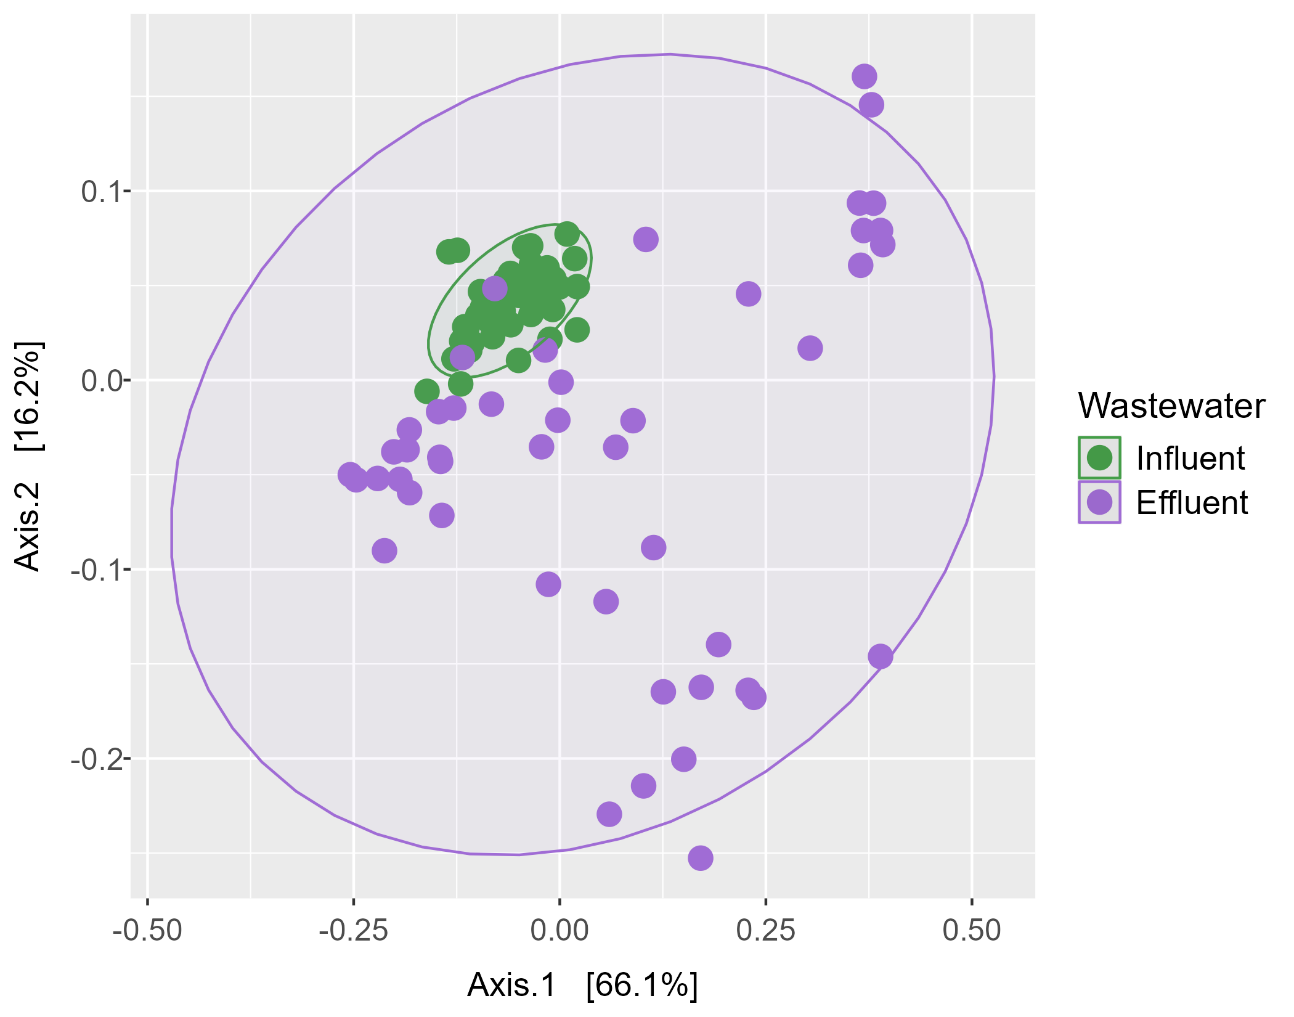 0.1
0.0
-0.1
-0.2
Axis.2 [16.2%]
-0.50 -0.25 0.00 0.25 0.50
Axis.1 [66.1%]
Wastewater
Influent
Effluent